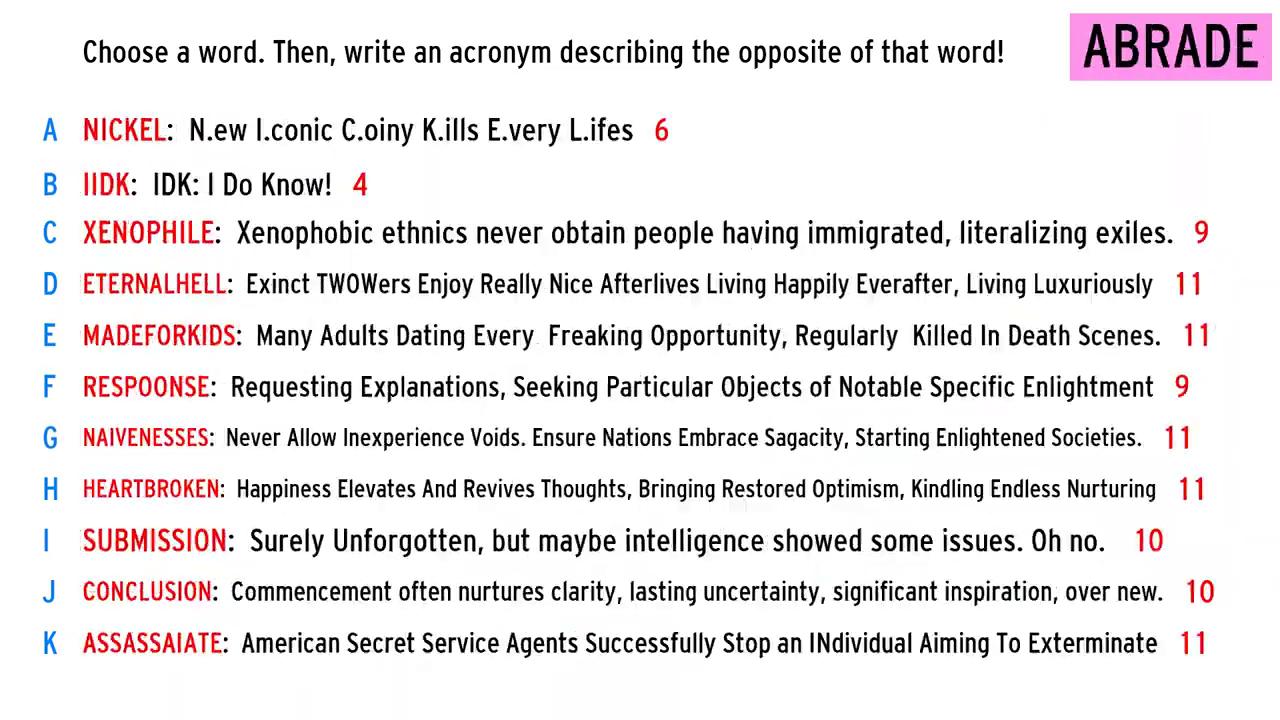 Choose a word. Then, write an acronym describing the opposite of that word!
ABRADE
A NICKEL: N.ew I.conic C.oiny K.ills E.very L.ifes 6
B IIDK: IDK: I Do Know! 4
C XENOPHILE: Xenophobic ethnics never obtain people having immigrated, literalizing exiles. 9
D ETERNALHELL: Exinct TWOWers Enjoy Really Nice Afterlives Living Happily Everafter, Living Luxuriously 11
E MADEFORKIDS: Many Adults Dating Every Freaking Opportunity, Regularly Killed In Death Scenes. 11
F RESPOONSE: Requesting Explanations, Seeking Particular Objects of Notable Specific Enlightment 9
G NAIVENESSES: Never Allow Inexperience Voids. Ensure Nations Embrace Sagacity, Starting Enlightened Societies. 11
H HEARTBROKEN: Happiness Elevates And Revives Thoughts, Bringing Restored Optimism, Kindling Endless Nurturing 11
I SUBMISSION: Surely Unforgotten, but maybe intelligence showed some issues. Oh no. 10
J CONCLUSION: Commencement often nurtures clarity, lasting uncertainty, significant inspiration, over new. 10
K ASSASSAIATE: American Secret Service Agents Successfully Stop an INdividual Aiming To Exterminate 11